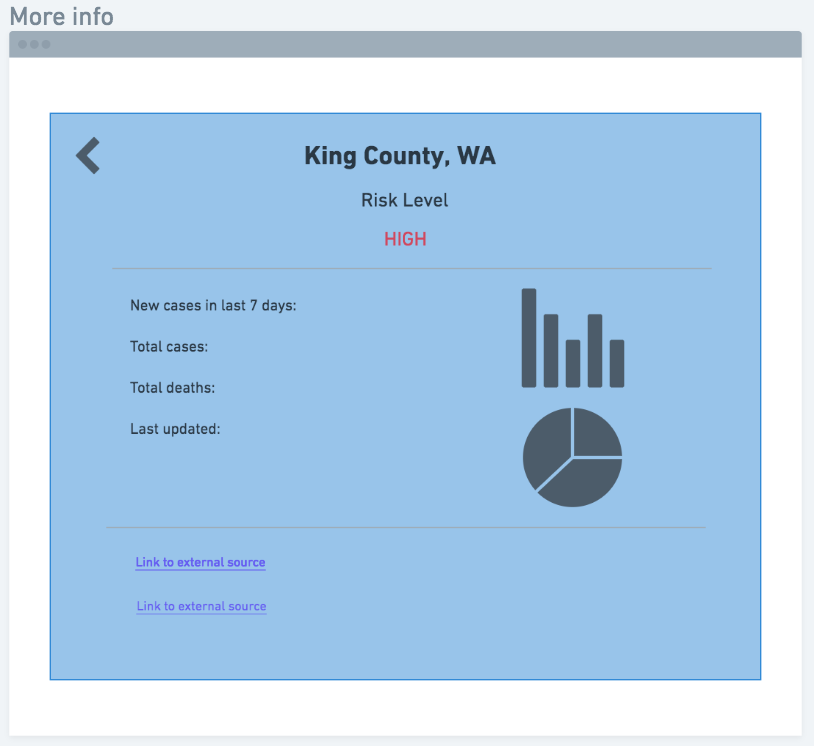 More info
King County, WA
Risk Level
HIGH
New cases in last 7 days:
Total cases:
Total deaths:
Last updated:
Link to external source
Link to external source